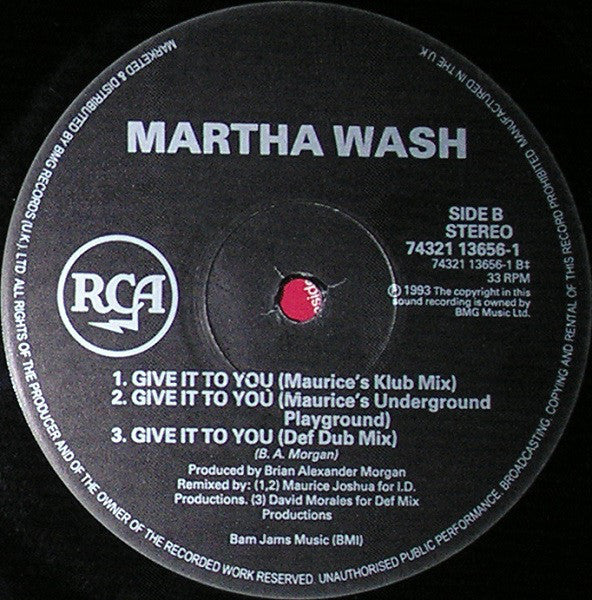 MARTHA WASH
RCA
SIDE B
STEREO
74321 13656-1
74321 13656-1 B‡
33 RPM
℗ 1993 The copyright in this
sound recording is owned by
BMG Music Ltd.
1. GIVE IT TO YOU (Maurice's Klub Mix)
2. GIVE IT TO YOU (Maurice's Underground
Playground)
3. GIVE IT TO YOU (Def Dub Mix)
(B. A. Morgan)
Produced by Brian Alexander Morgan
Remixed by: (1,2) Maurice Joshua for I.D.
Productions. (3) David Morales for Def Mix
Productions
Bam Jams Music (BMI)
MARKETED & DISTRIBUTED BY BMG RECORDS (U.K.) LTD ALL RIGHTS OF THE PRODUCER AND OF THE OWNER OF THE RECORDED WORK RESERVED. UNAUTHORISED PUBLIC PERFORMANCE, BROADCASTING, COPYING AND RENTAL OF THIS RECORD PROHIBITED MANUFACTURED IN THE UK